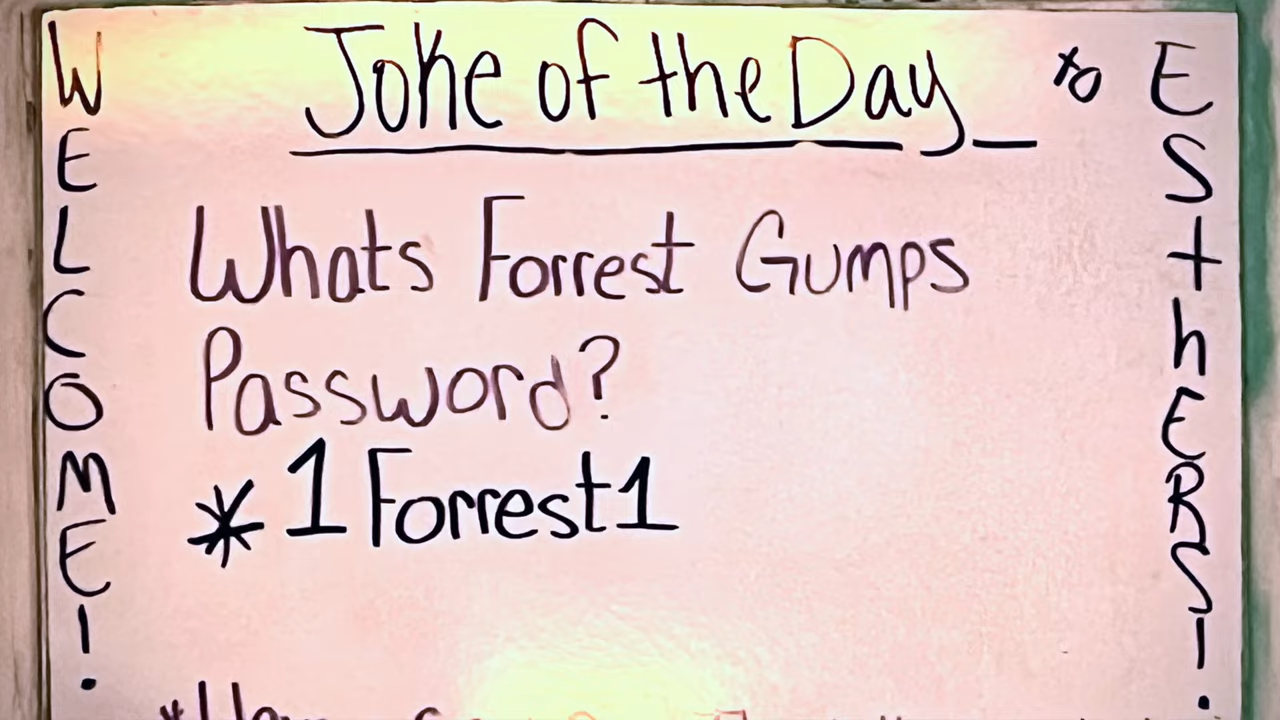 WELCOME!
Joke of the Day
to
EStHERS!
Whats Forrest Gumps
Password?
* 1Forrest1